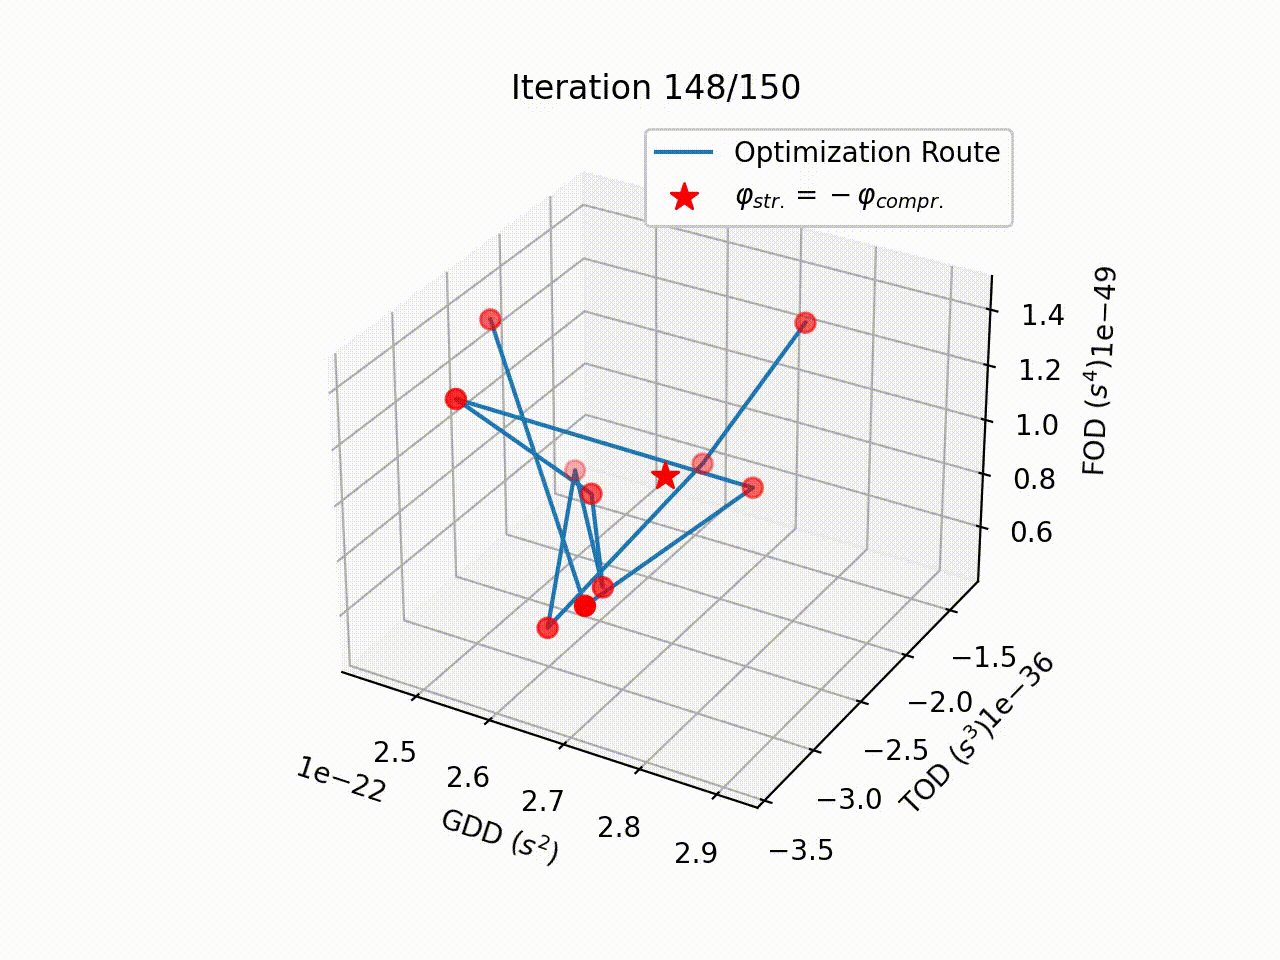 Iteration 148/150
Optimization Route
φstr. = −φcompr.
1.4
1.2
1.0
0.8
0.6
FOD (s⁴)1e−49
−1.5
−2.0
−2.5
−3.0
−3.5
TOD (s³)1e−36
2.5
2.6
2.7
2.8
2.9
1e−22
GDD (s²)